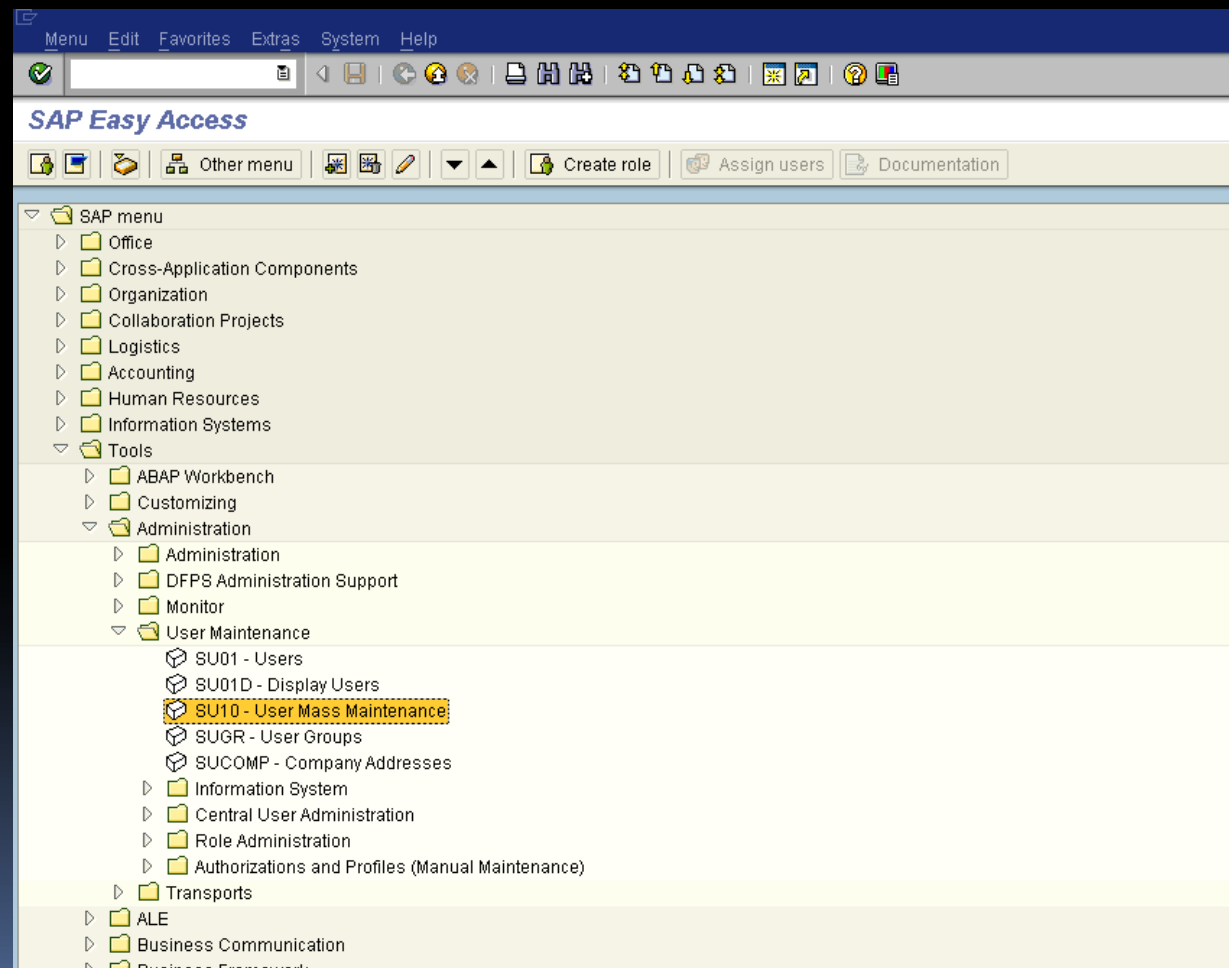 Menu Edit Favorites Extras System Help
SAP Easy Access
Other menu Create role Assign users Documentation
SAP menu
Office
Cross-Application Components
Organization
Collaboration Projects
Logistics
Accounting
Human Resources
Information Systems
Tools
ABAP Workbench
Customizing
Administration
Administration
DFPS Administration Support
Monitor
User Maintenance
SU01 - Users
SU01D - Display Users
SU10 - User Mass Maintenance
SUGR - User Groups
SUCOMP - Company Addresses
Information System
Central User Administration
Role Administration
Authorizations and Profiles (Manual Maintenance)
Transports
ALE
Business Communication
Business Framework